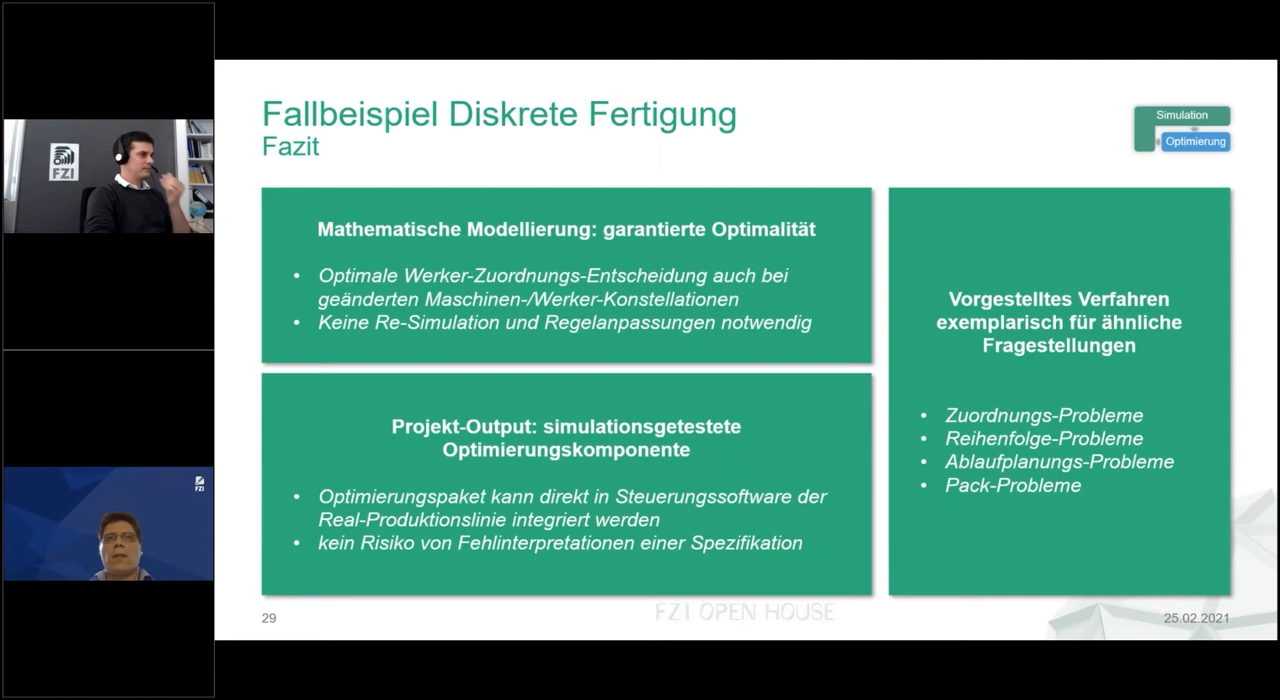 FZI
FZI
Fallbeispiel Diskrete Fertigung
Fazit
Simulation
Optimierung
Mathematische Modellierung: garantierte Optimalität
• Optimale Werker-Zuordnungs-Entscheidung auch bei
geänderten Maschinen-/Werker-Konstellationen
• Keine Re-Simulation und Regelanpassungen notwendig
Projekt-Output: simulationsgetestete
Optimierungskomponente
• Optimierungspaket kann direkt in Steuerungssoftware der
Real-Produktionslinie integriert werden
• kein Risiko von Fehlinterpretationen einer Spezifikation
Vorgestelltes Verfahren
exemplarisch für ähnliche
Fragestellungen
• Zuordnungs-Probleme
• Reihenfolge-Probleme
• Ablaufplanungs-Probleme
• Pack-Probleme
29
FZI OPEN HOUSE
25.02.2021